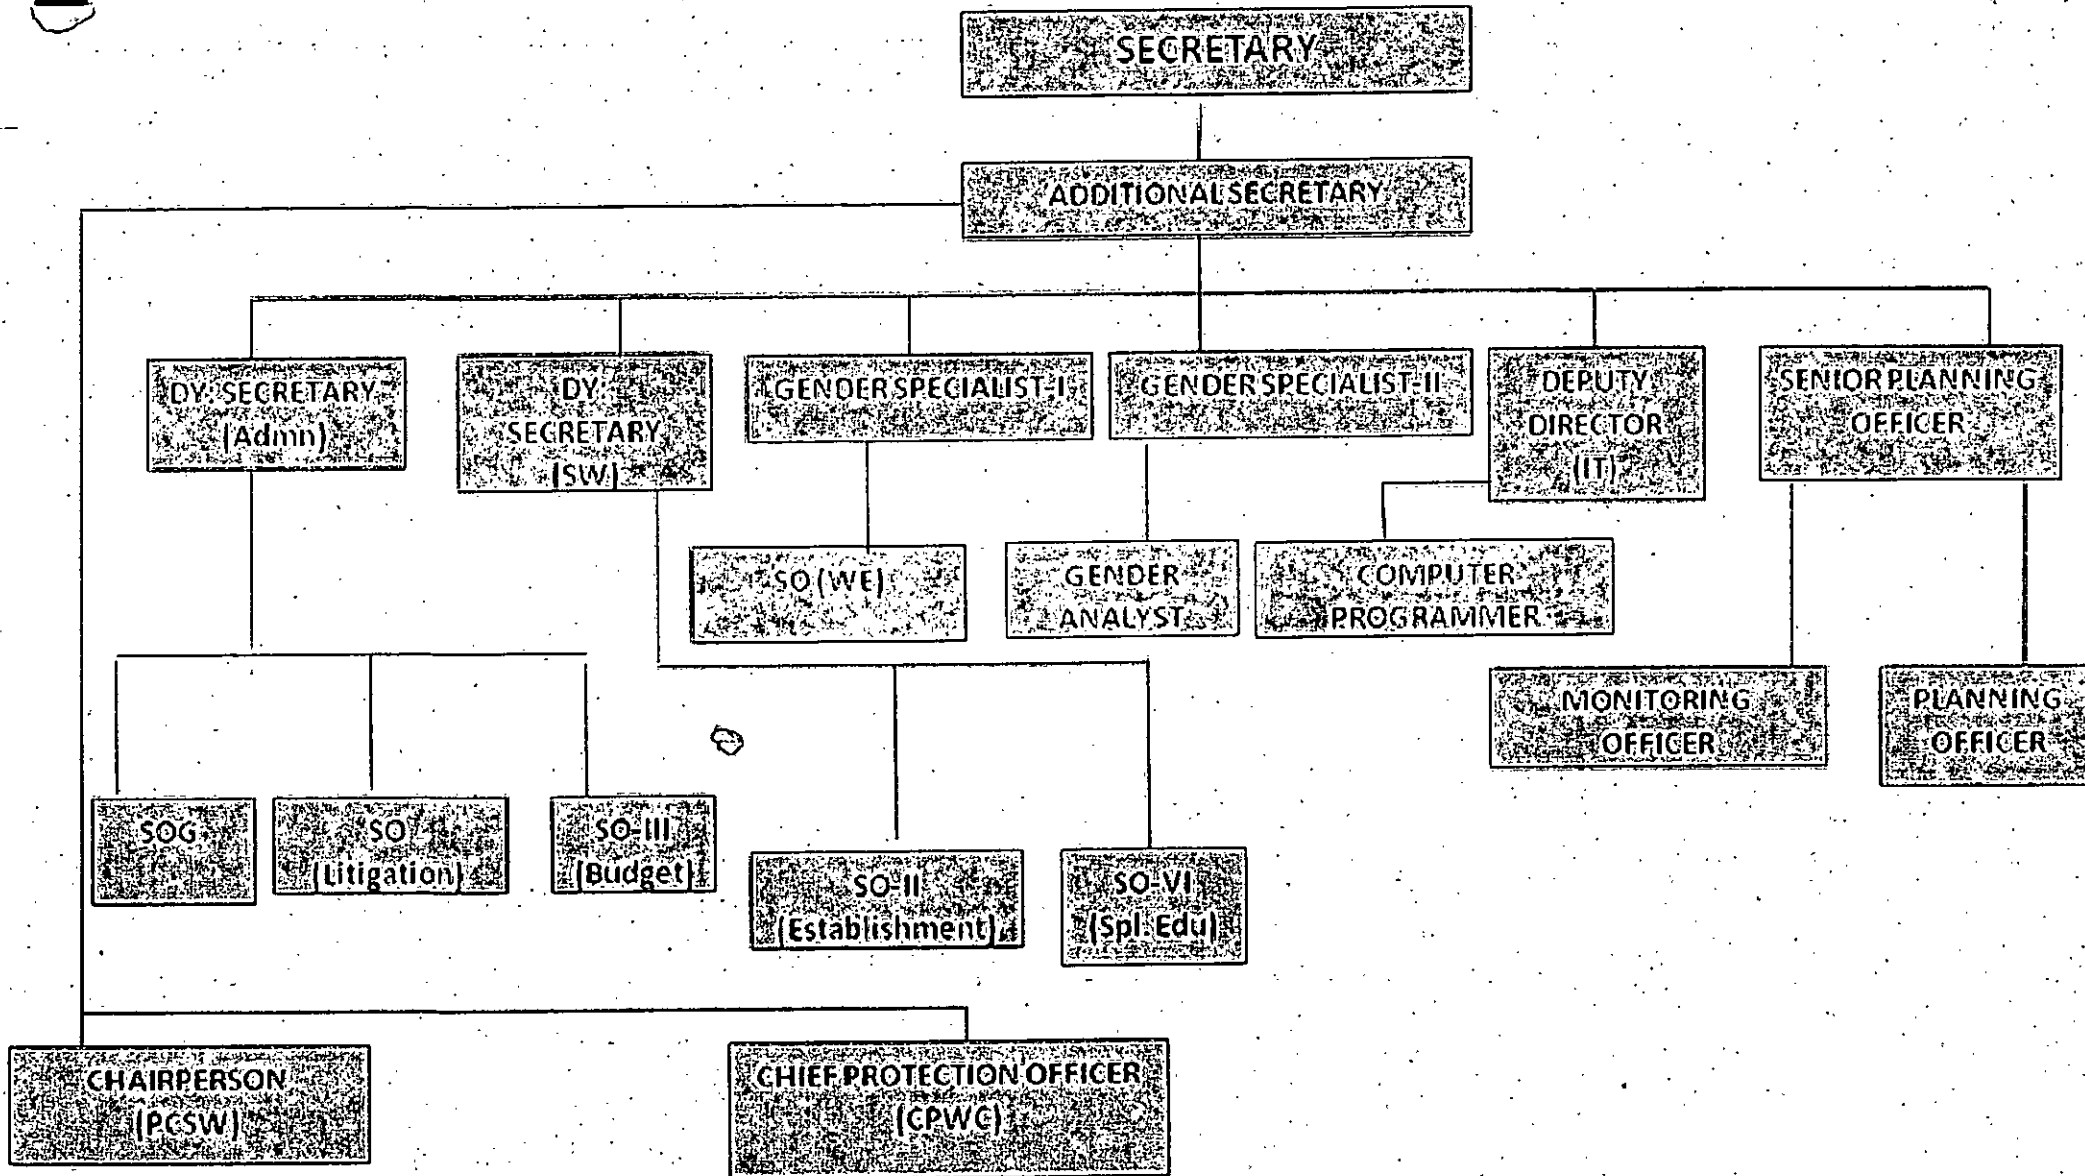 SECRETARY
ADDITIONAL SECRETARY
DY. SECRETARY
(Admn)
DY.
SECRETARY
(SW)
GENDER SPECIALIST-I
GENDER SPECIALIST-II
DEPUTY
DIRECTOR
(IT)
SENIOR PLANNING
OFFICER
SO (WE)
GENDER
ANALYST
COMPUTER
PROGRAMMER
MONITORING
OFFICER
PLANNING
OFFICER
SOG
SO
(Litigation)
SO-III
(Budget)
SO-II
(Establishment)
SO-VI
(Spl. Edu)
CHAIRPERSON
(PCSW)
CHIEF PROTECTION OFFICER
(CPWC)